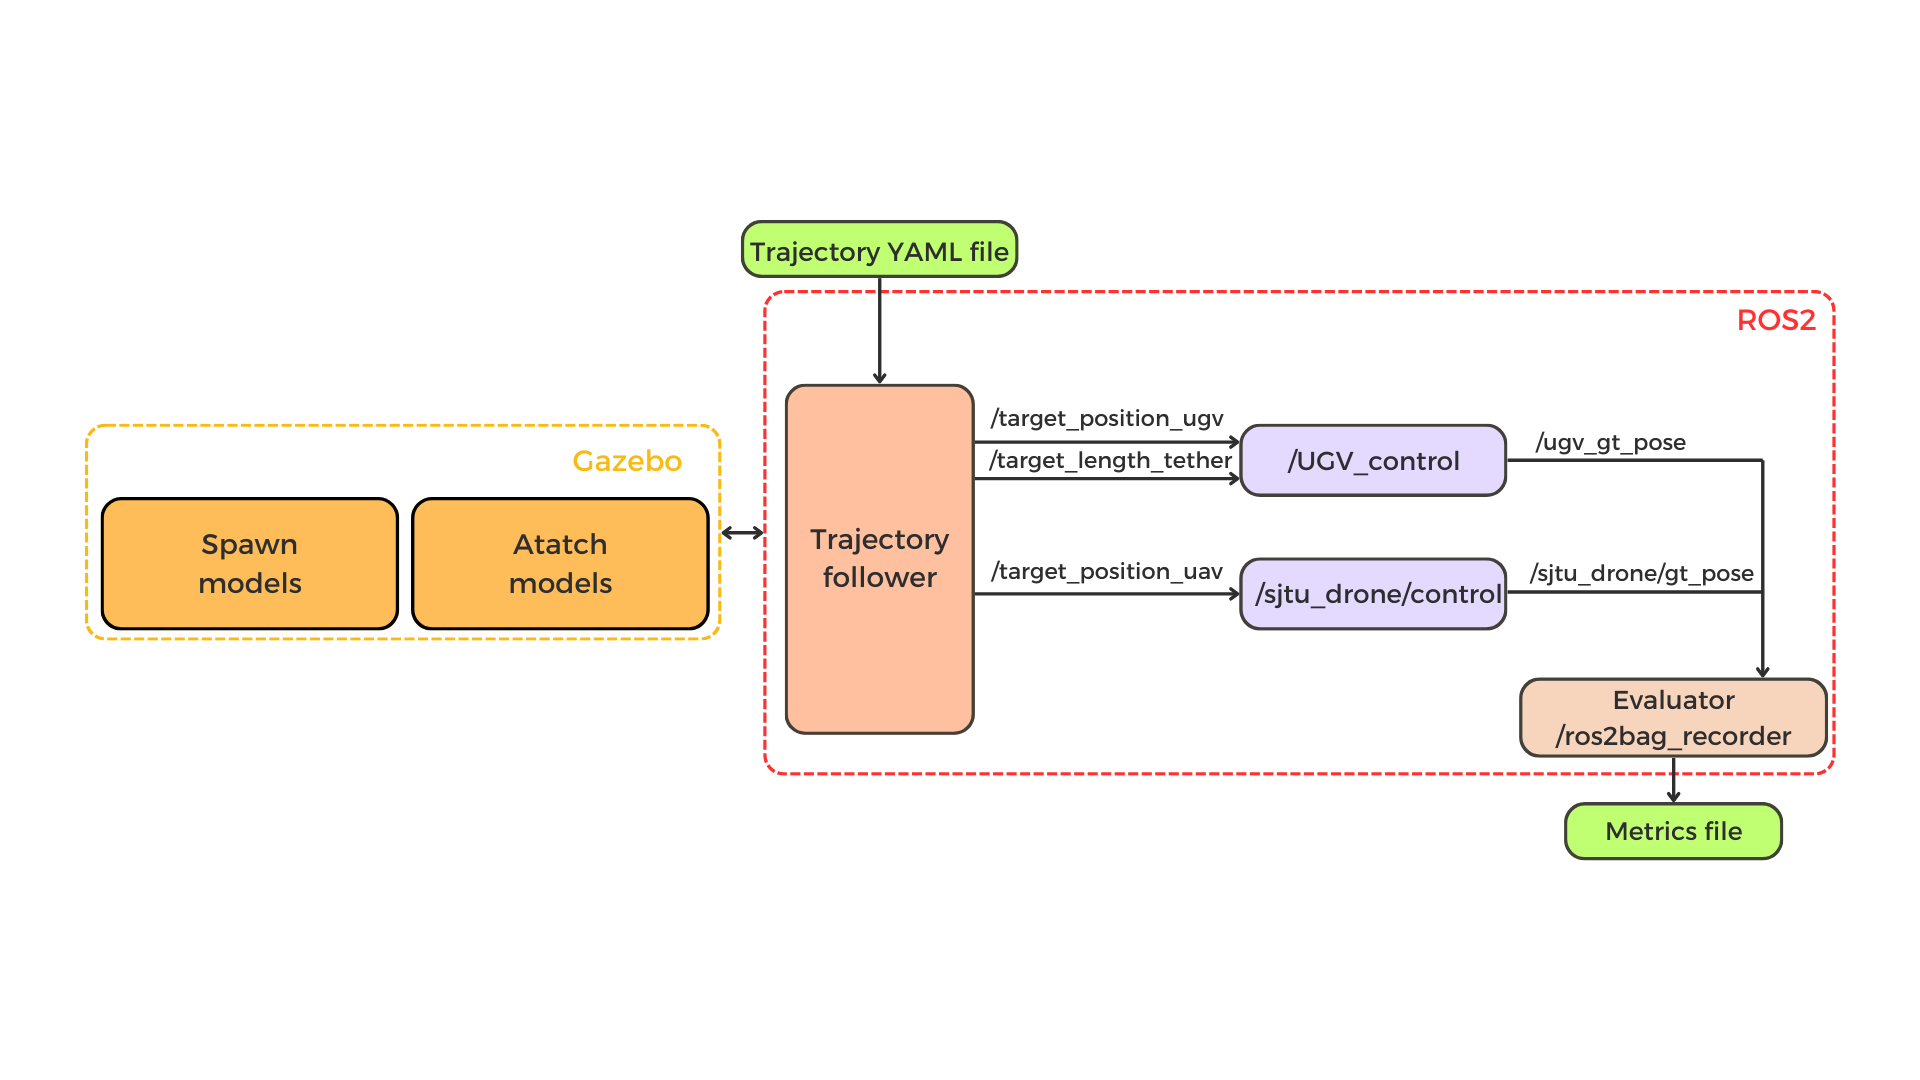 Trajectory YAML file
ROS2
Gazebo
Spawn
models
Atatch
models
Trajectory
follower
/target_position_ugv
/target_length_tether
/target_position_uav
/UGV_control
/sjtu_drone/control
/ugv_gt_pose
/sjtu_drone/gt_pose
Evaluator
/ros2bag_recorder
Metrics file